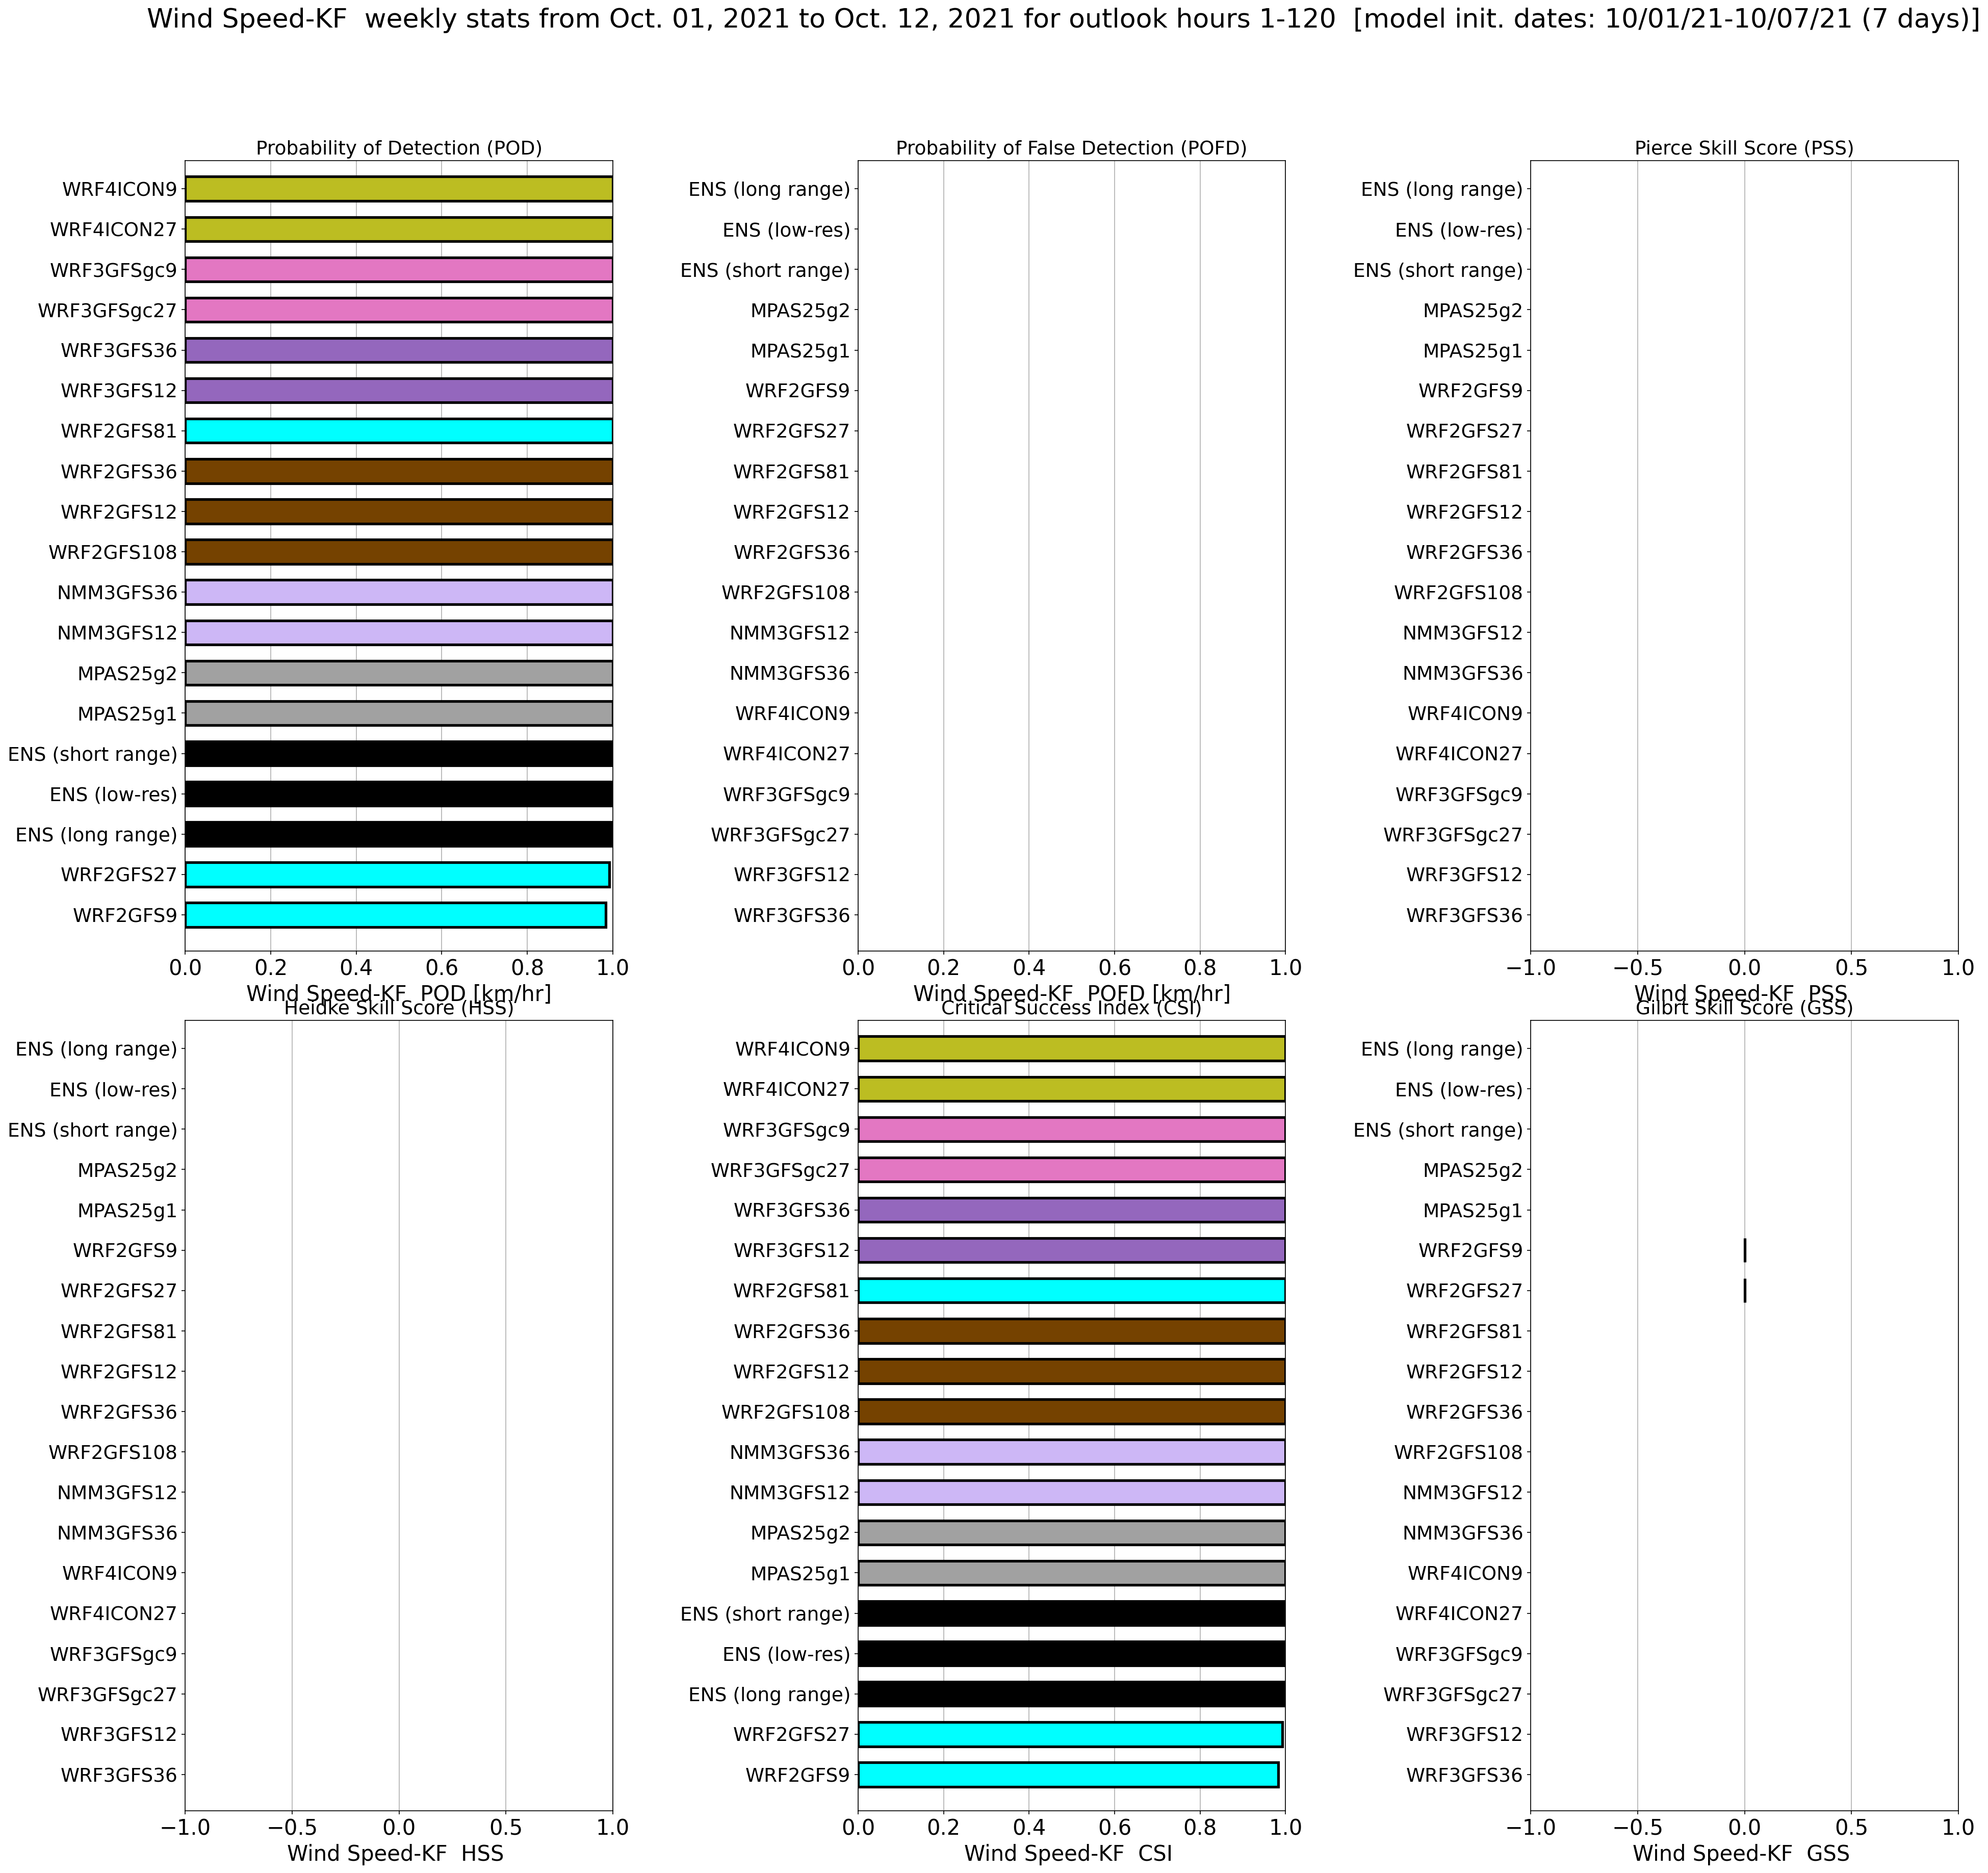 Wind Speed-KF  weekly stats from Oct. 01, 2021 to Oct. 12, 2021 for outlook hours 1-120  [model init. dates: 10/01/21-10/07/21 (7 days)]
Probability of Detection (POD)
WRF4ICON9
WRF4ICON27
WRF3GFSgc9
WRF3GFSgc27
WRF3GFS36
WRF3GFS12
WRF2GFS81
WRF2GFS36
WRF2GFS12
WRF2GFS108
NMM3GFS36
NMM3GFS12
MPAS25g2
MPAS25g1
ENS (short range)
ENS (low-res)
ENS (long range)
WRF2GFS27
WRF2GFS9
0.0 0.2 0.4 0.6 0.8 1.0
Wind Speed-KF  POD [km/hr]
Probability of False Detection (POFD)
ENS (long range)
ENS (low-res)
ENS (short range)
MPAS25g2
MPAS25g1
WRF2GFS9
WRF2GFS27
WRF2GFS81
WRF2GFS12
WRF2GFS36
WRF2GFS108
NMM3GFS12
NMM3GFS36
WRF4ICON9
WRF4ICON27
WRF3GFSgc9
WRF3GFSgc27
WRF3GFS12
WRF3GFS36
0.0 0.2 0.4 0.6 0.8 1.0
Wind Speed-KF  POFD [km/hr]
Pierce Skill Score (PSS)
ENS (long range)
ENS (low-res)
ENS (short range)
MPAS25g2
MPAS25g1
WRF2GFS9
WRF2GFS27
WRF2GFS81
WRF2GFS12
WRF2GFS36
WRF2GFS108
NMM3GFS12
NMM3GFS36
WRF4ICON9
WRF4ICON27
WRF3GFSgc9
WRF3GFSgc27
WRF3GFS12
WRF3GFS36
−1.0 −0.5 0.0 0.5 1.0
Wind Speed-KF  PSS
Heidke Skill Score (HSS)
ENS (long range)
ENS (low-res)
ENS (short range)
MPAS25g2
MPAS25g1
WRF2GFS9
WRF2GFS27
WRF2GFS81
WRF2GFS12
WRF2GFS36
WRF2GFS108
NMM3GFS12
NMM3GFS36
WRF4ICON9
WRF4ICON27
WRF3GFSgc9
WRF3GFSgc27
WRF3GFS12
WRF3GFS36
−1.0 −0.5 0.0 0.5 1.0
Wind Speed-KF  HSS
Critical Success Index (CSI)
WRF4ICON9
WRF4ICON27
WRF3GFSgc9
WRF3GFSgc27
WRF3GFS36
WRF3GFS12
WRF2GFS81
WRF2GFS36
WRF2GFS12
WRF2GFS108
NMM3GFS36
NMM3GFS12
MPAS25g2
MPAS25g1
ENS (short range)
ENS (low-res)
ENS (long range)
WRF2GFS27
WRF2GFS9
0.0 0.2 0.4 0.6 0.8 1.0
Wind Speed-KF  CSI
Gilbrt Skill Score (GSS)
ENS (long range)
ENS (low-res)
ENS (short range)
MPAS25g2
MPAS25g1
WRF2GFS9
WRF2GFS27
WRF2GFS81
WRF2GFS12
WRF2GFS36
WRF2GFS108
NMM3GFS12
NMM3GFS36
WRF4ICON9
WRF4ICON27
WRF3GFSgc9
WRF3GFSgc27
WRF3GFS12
WRF3GFS36
−1.0 −0.5 0.0 0.5 1.0
Wind Speed-KF  GSS